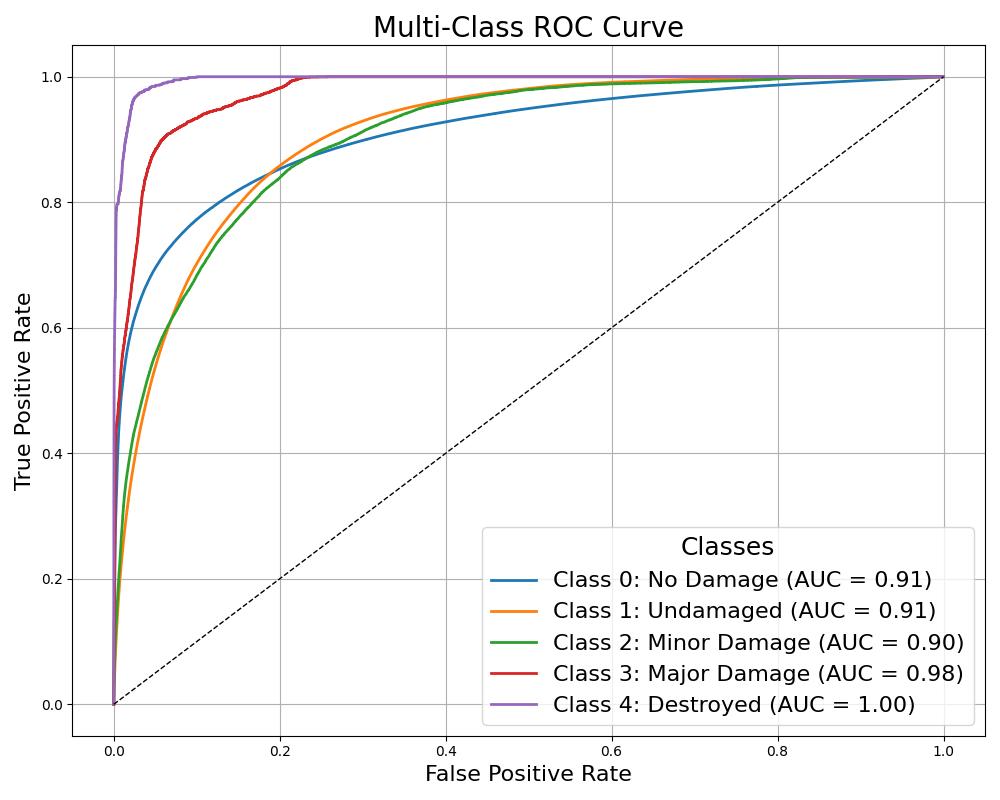 Multi-Class ROC Curve
True Positive Rate
1.0
0.8
0.6
0.4
0.2
0.0
Classes
Class 0: No Damage (AUC = 0.91)
Class 1: Undamaged (AUC = 0.91)
Class 2: Minor Damage (AUC = 0.90)
Class 3: Major Damage (AUC = 0.98)
Class 4: Destroyed (AUC = 1.00)
0.0 0.2 0.4 0.6 0.8 1.0
False Positive Rate